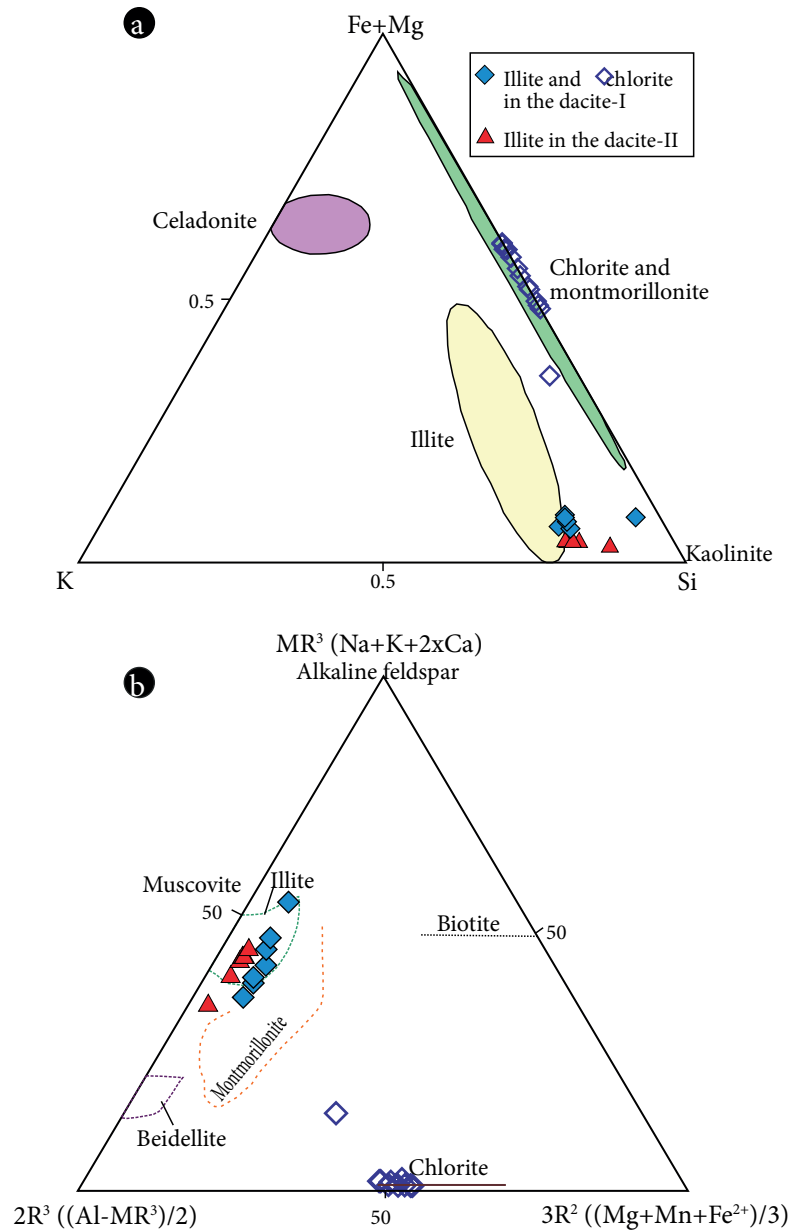 a
Fe+Mg
Illite and chlorite
in the dacite-I
Illite in the dacite-II
Celadonite
Chlorite and
montmorillonite
0.5
Illite
Kaolinite
K
0.5
Si
b
MR³ (Na+K+2xCa)
Alkaline feldspar
Muscovite
Illite
50
Biotite
50
Montmorillonite
Beidellite
Chlorite
2R³ ((Al-MR³)/2)
50
3R² ((Mg+Mn+Fe²⁺)/3)